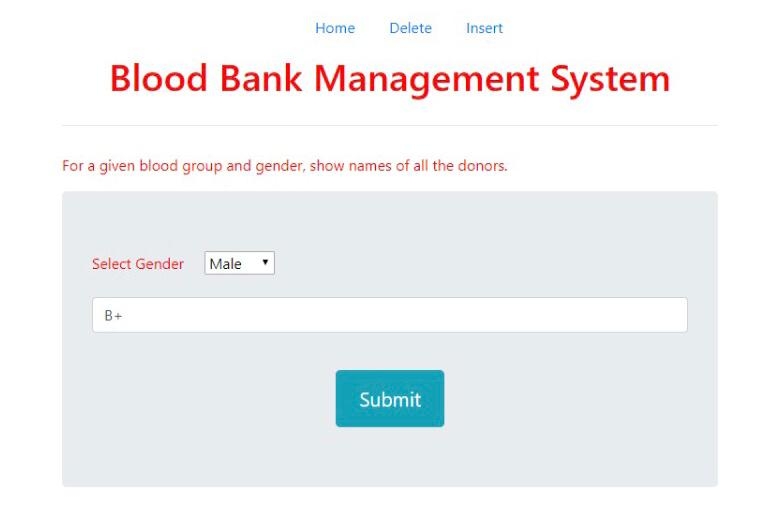 Home Delete Insert
Blood Bank Management System
For a given blood group and gender, show names of all the donors.
Select Gender Male
B+
Submit